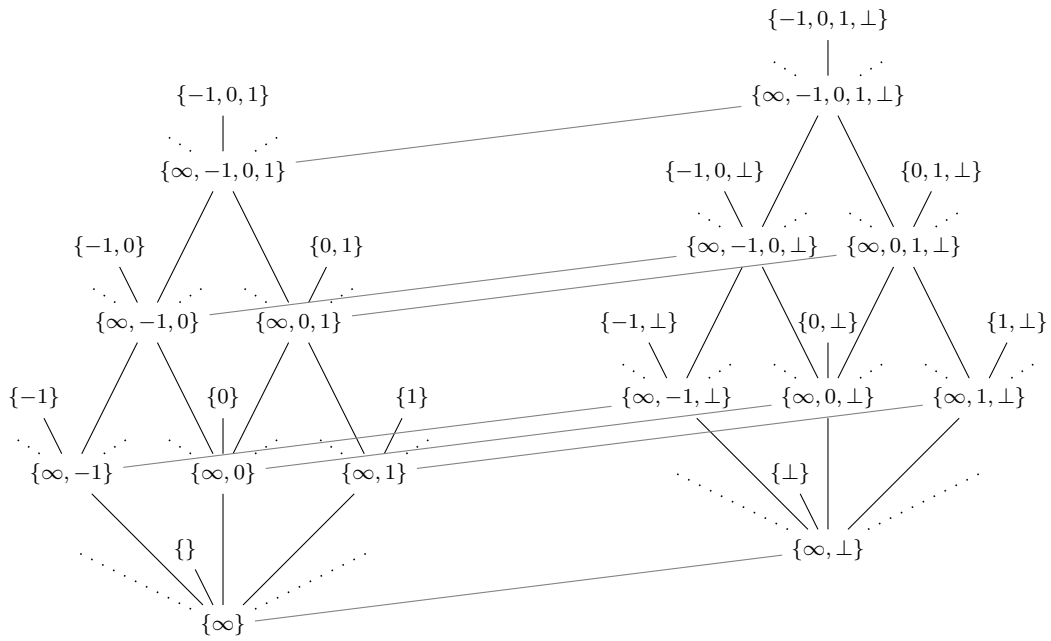 {−1, 0, 1, ⊥}
{−1, 0, 1}
{∞, −1, 0, 1, ⊥}
{∞, −1, 0, 1}
{−1, 0, ⊥}
{0, 1, ⊥}
{−1, 0}
{0, 1}
{∞, −1, 0, ⊥}
{∞, 0, 1, ⊥}
{∞, −1, 0}
{∞, 0, 1}
{−1, ⊥}
{0, ⊥}
{1, ⊥}
{−1}
{0}
{1}
{∞, −1, ⊥}
{∞, 0, ⊥}
{∞, 1, ⊥}
{∞, −1}
{∞, 0}
{∞, 1}
{⊥}
{}
{∞, ⊥}
{∞}